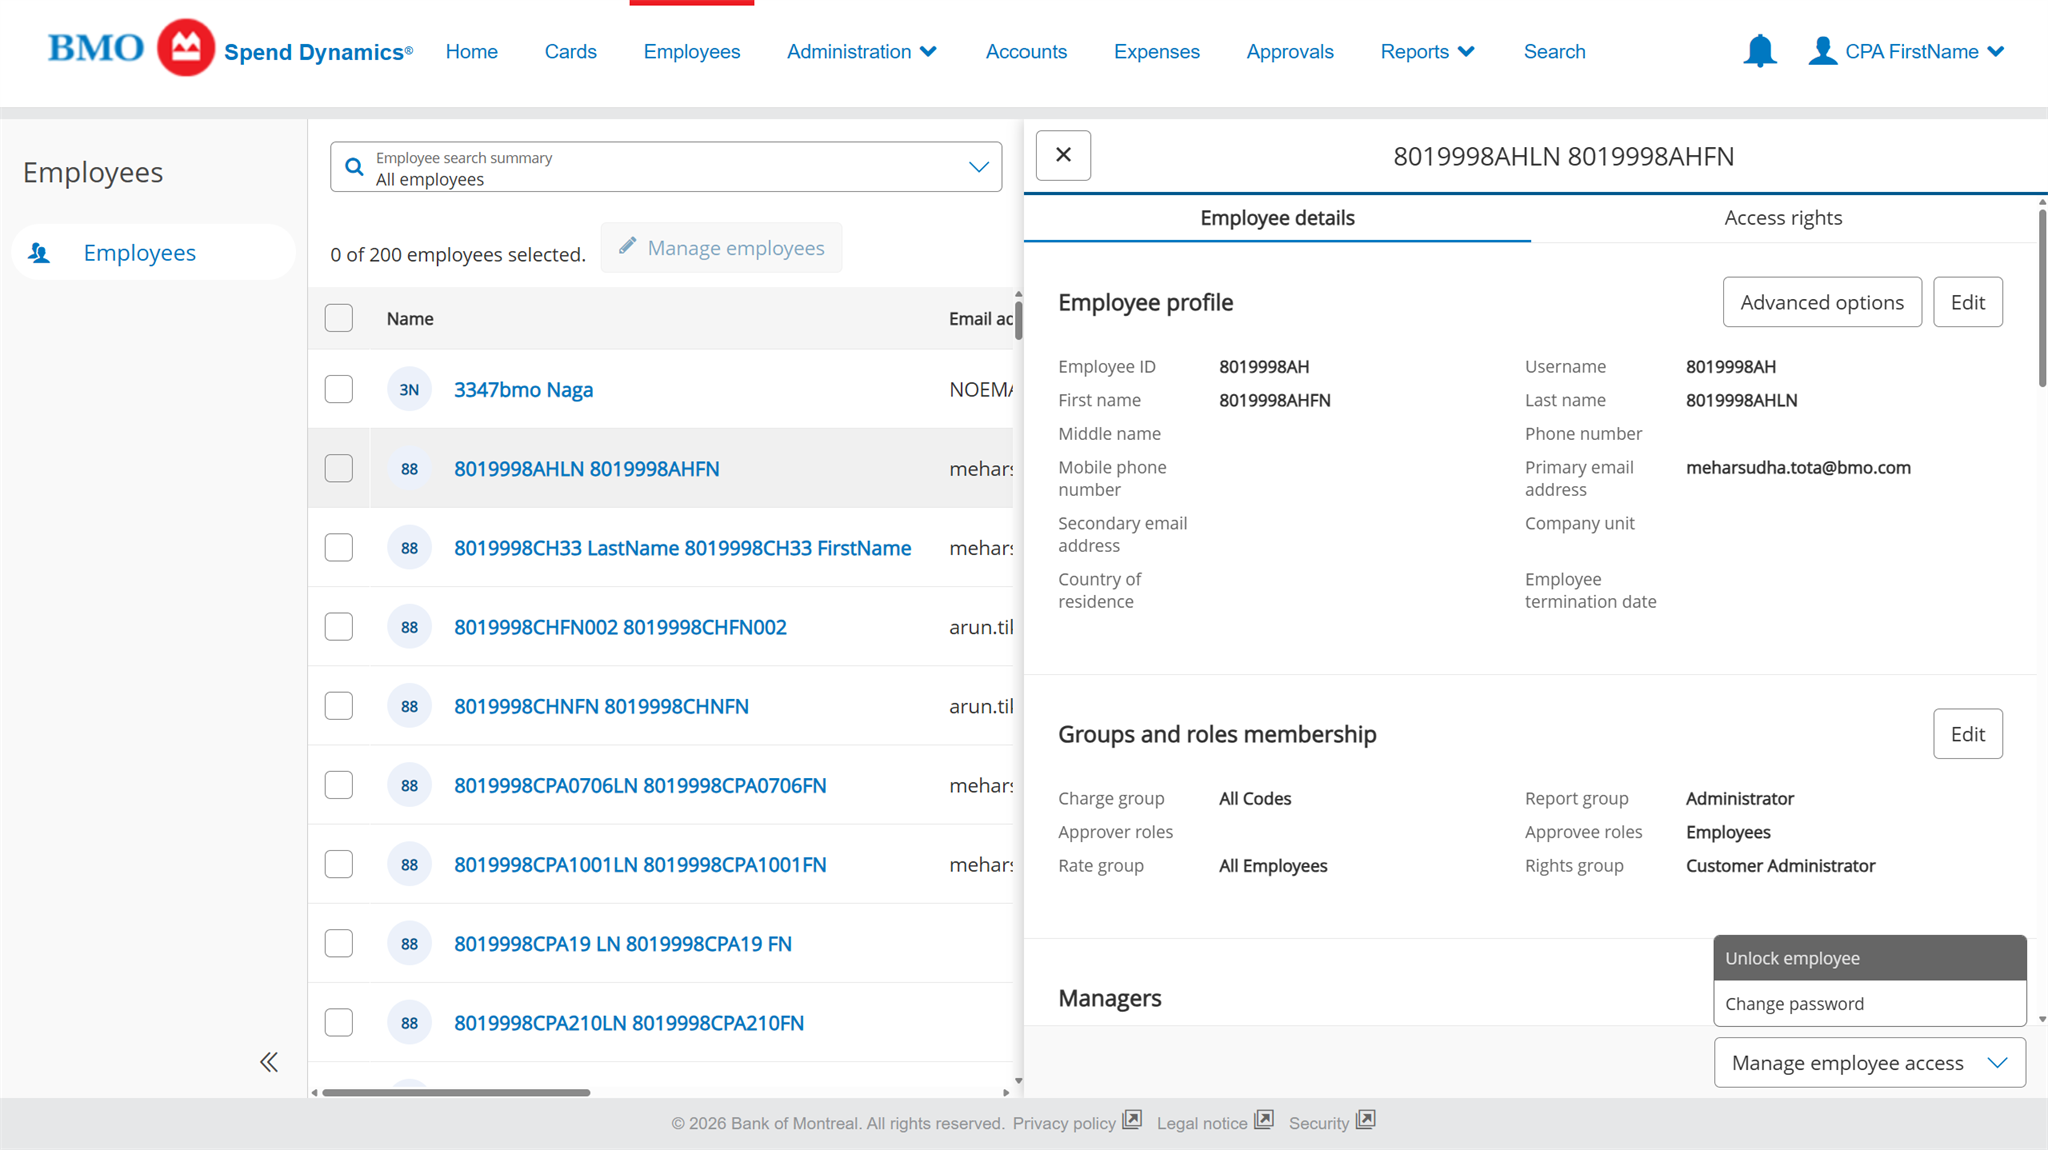 BMO Spend Dynamics® Home Cards Employees Administration Accounts Expenses Approvals Reports Search CPA FirstName
Employees
Employees
Employee search summary
All employees
0 of 200 employees selected.
Manage employees
Name Email ad
3N 3347bmo Naga NOEMA
88 8019998AHLN 8019998AHFN mehars
88 8019998CH33 LastName 8019998CH33 FirstName mehars
88 8019998CHFN002 8019998CHFN002 arun.til
88 8019998CHNFN 8019998CHNFN arun.til
88 8019998CPA0706LN 8019998CPA0706FN mehars
88 8019998CPA1001LN 8019998CPA1001FN mehars
88 8019998CPA19 LN 8019998CPA19 FN
88 8019998CPA210LN 8019998CPA210FN
8019998AHLN 8019998AHFN
Employee details Access rights
Employee profile Advanced options Edit
Employee ID 8019998AH Username 8019998AH
First name 8019998AHFN Last name 8019998AHLN
Middle name Phone number
Mobile phone number Primary email address meharsudha.tota@bmo.com
Secondary email address Company unit
Country of residence Employee termination date
Groups and roles membership Edit
Charge group All Codes Report group Administrator
Approver roles Approvee roles Employees
Rate group All Employees Rights group Customer Administrator
Managers
Unlock employee
Change password
Manage employee access
© 2026 Bank of Montreal. All rights reserved. Privacy policy Legal notice Security